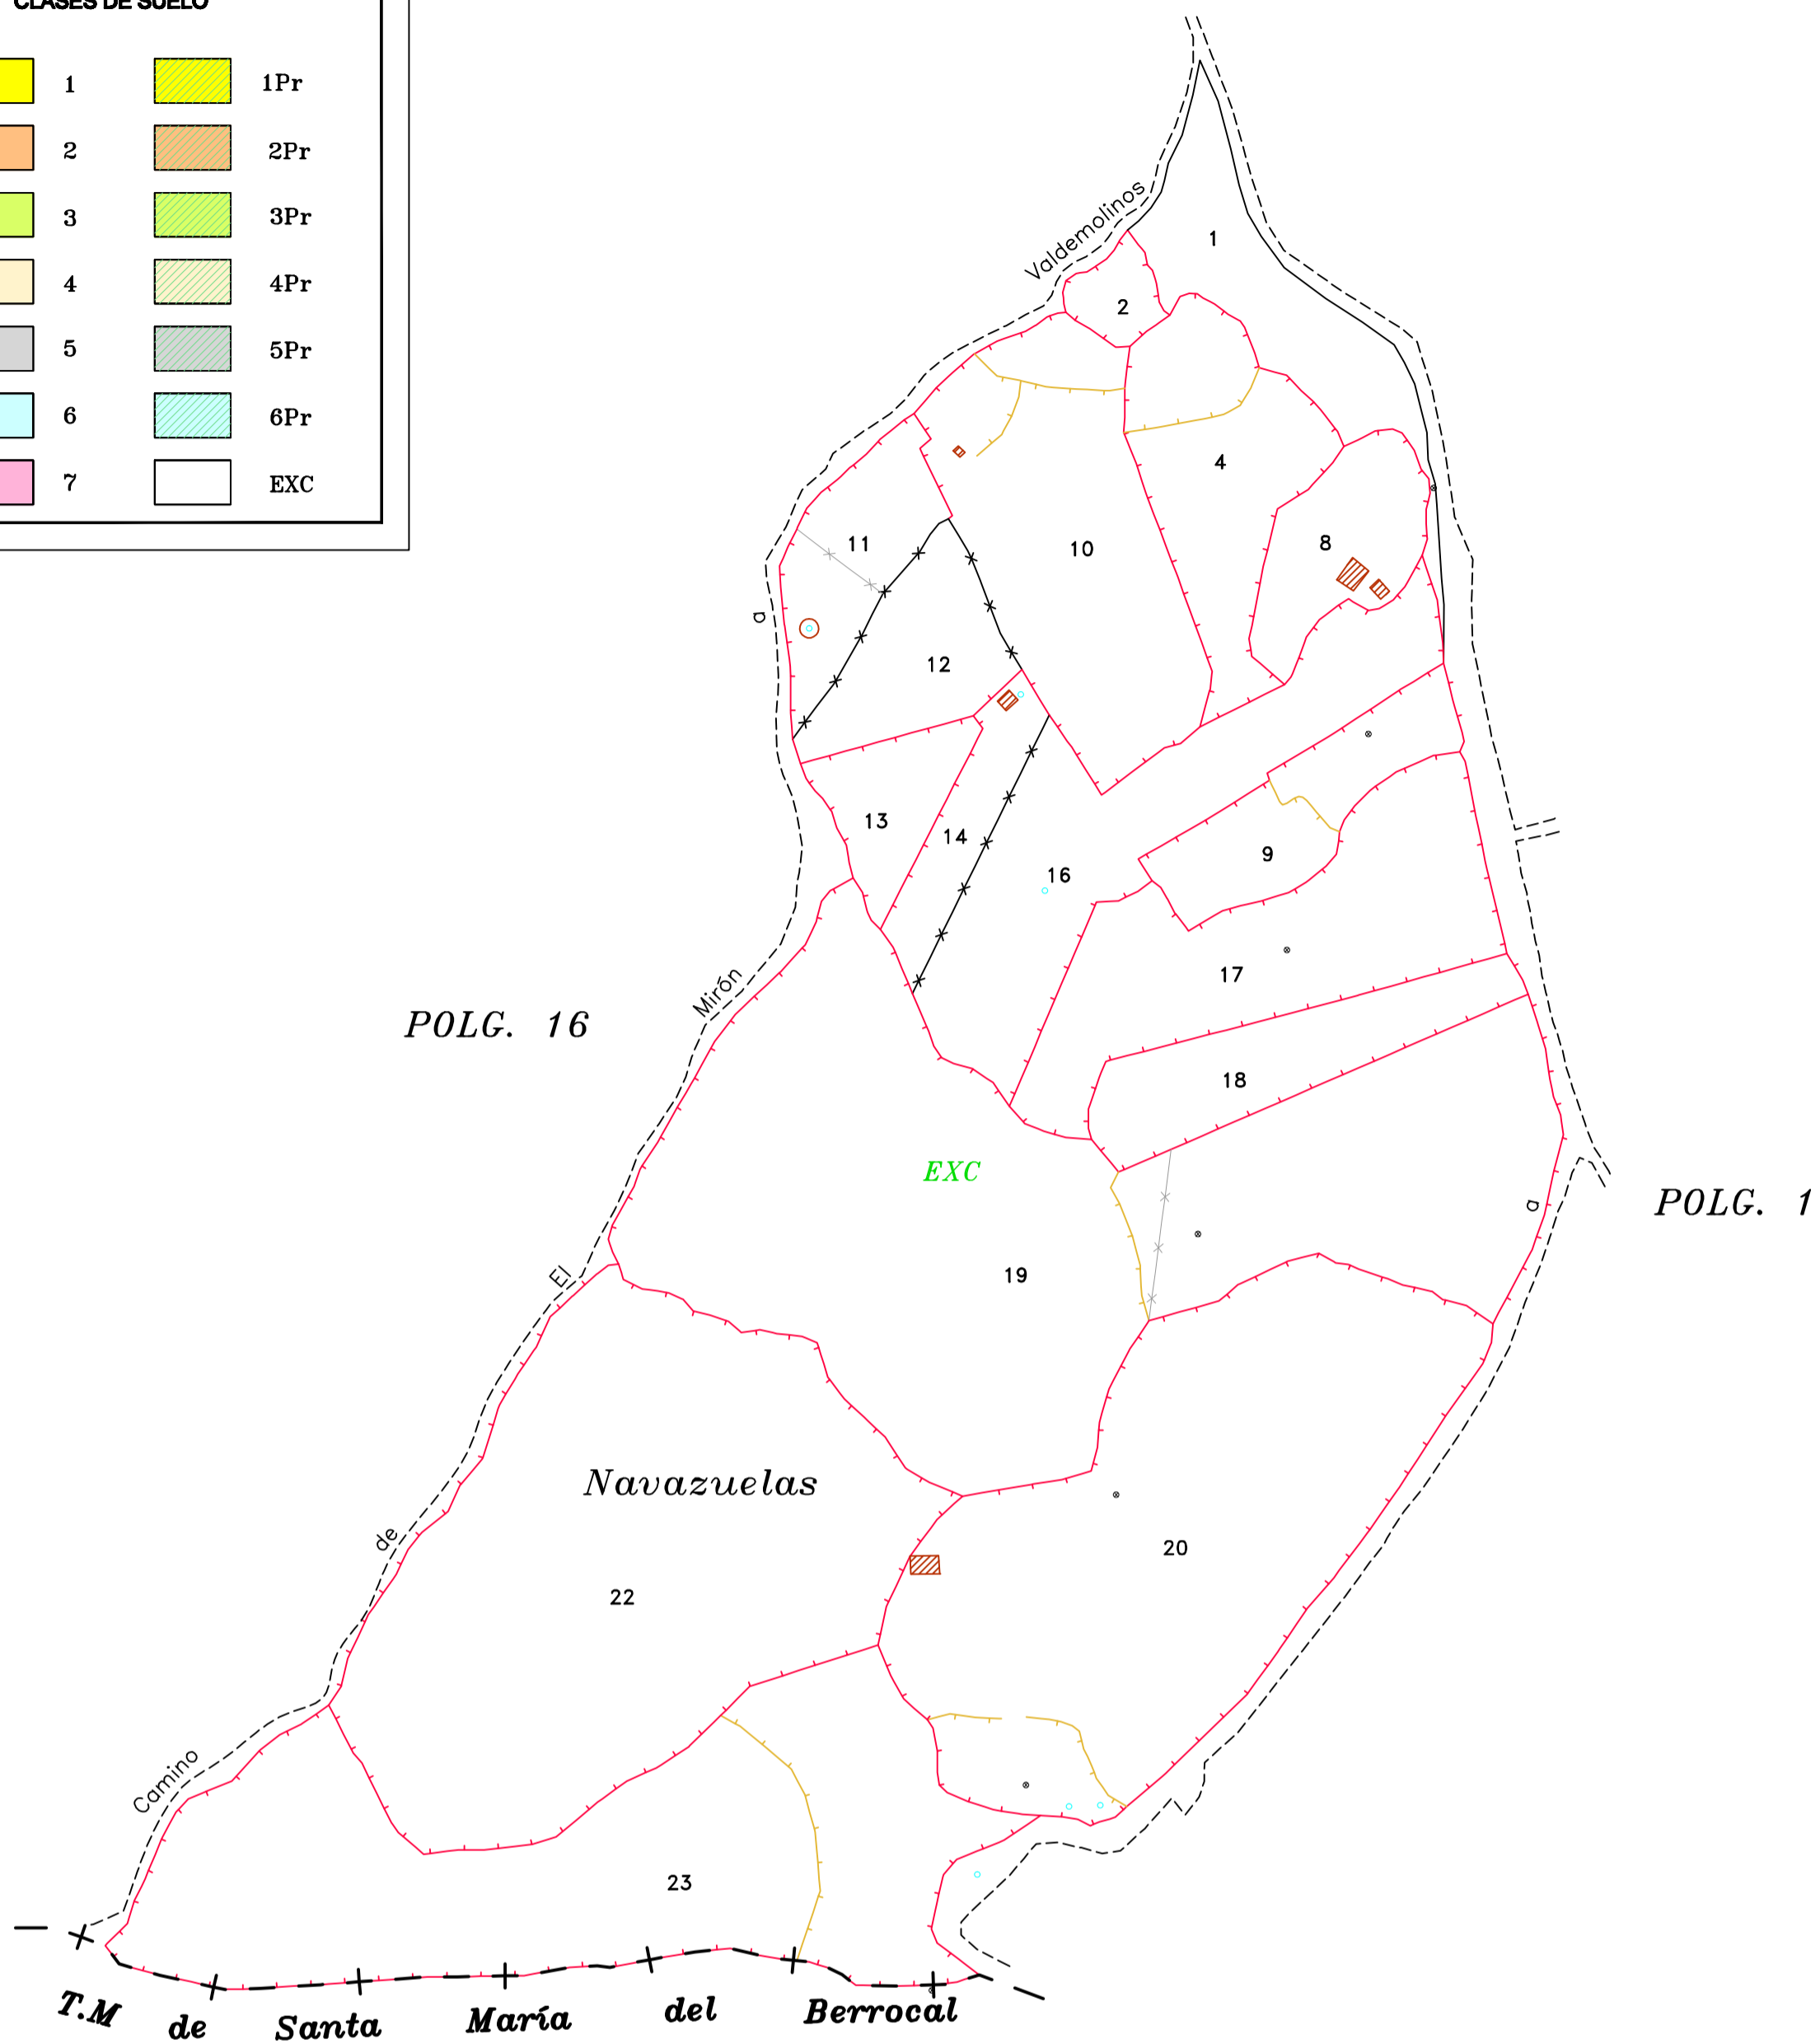 CLASES DE SUELO
1 1Pr
2 2Pr
3 3Pr
4 4Pr
5 5Pr
6 6Pr
7 EXC
Valdemolinos
1
2
4
8
10
11
a
12
13
14
9
16
17
Mirón
POLG. 16
18
EXC
POLG. 1
a
19
El
Navazuelas
de
20
22
Camino
23
T.M de Santa María del Berrocal